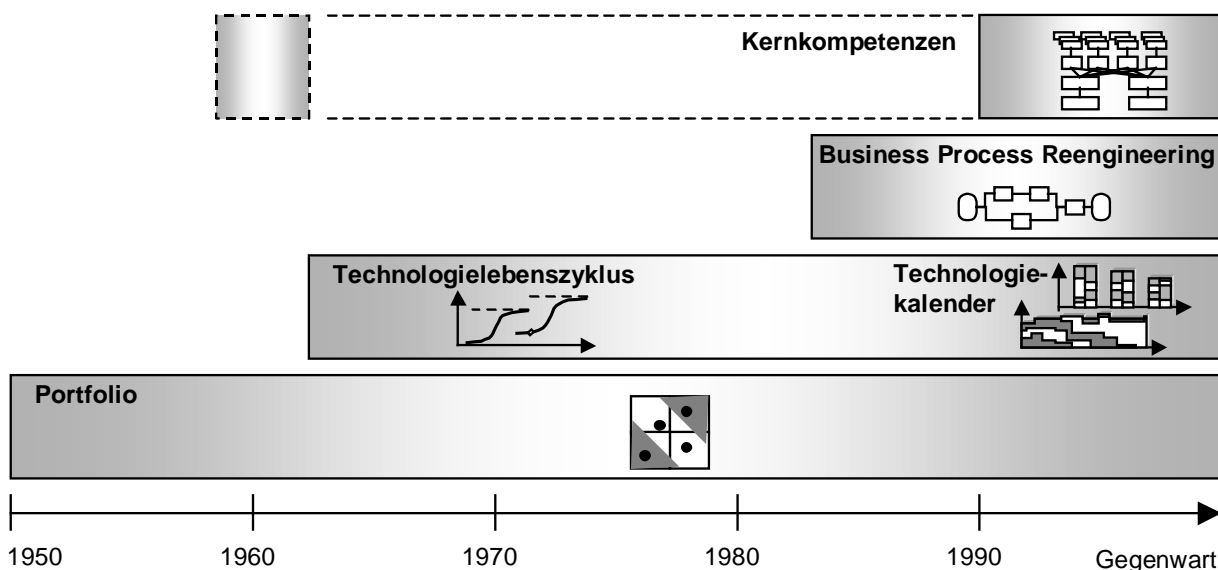 Kernkompetenzen
Business Process Reengineering
Technologielebenszyklus
Technologie-
kalender
Portfolio
1950
1960
1970
1980
1990
Gegenwart